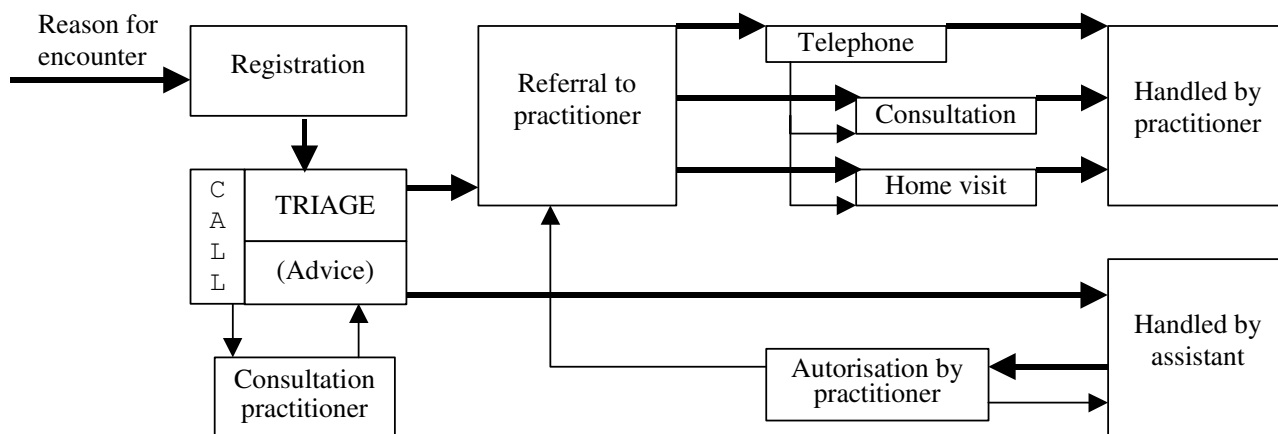 Reason for
encounter
Registration
C
A
L
L
TRIAGE
(Advice)
Consultation
practitioner
Referral to
practitioner
Telephone
Consultation
Home visit
Handled by
practitioner
Handled by
assistant
Autorisation by
practitioner